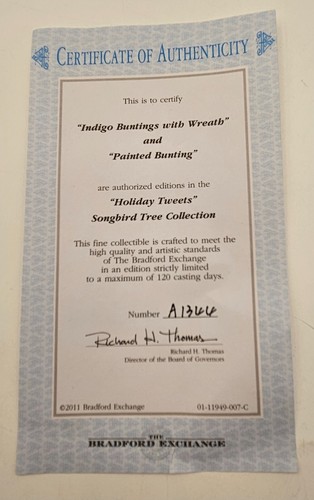 CERTIFICATE OF AUTHENTICITY
This is to certify
"Indigo Buntings with Wreath"
and
"Painted Bunting"
are authorized editions in the
"Holiday Tweets"
Songbird Tree Collection
This fine collectible is crafted to meet the
high quality and artistic standards
of The Bradford Exchange
in an edition strictly limited
to a maximum of 120 casting days.
Number A1344
Richard H. Thomas
Richard H. Thomas
Director of the Board of Governors
©2011 Bradford Exchange 01-11949-007-C
THE
BRADFORD EXCHANGE